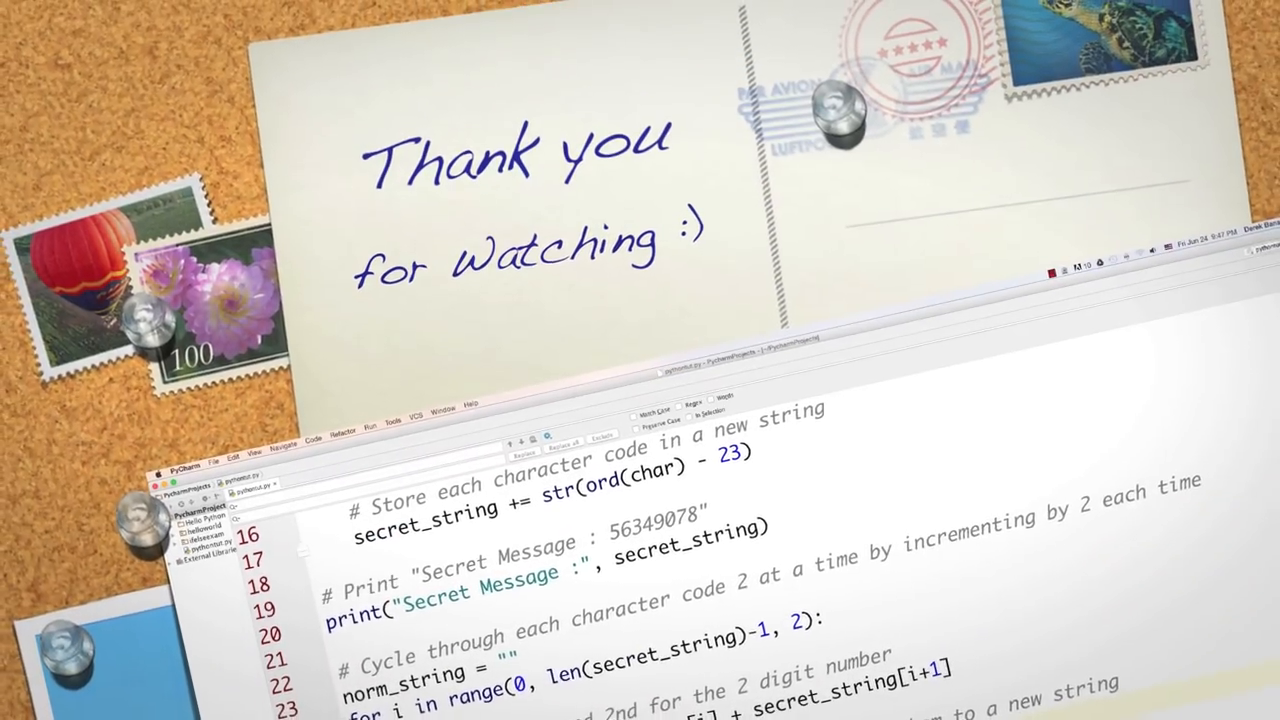 PAR AVION AIR MAIL
航空便
Thank you
for Watching :)
100
Fri Jun 24 9:47 PM Derek Bana
pythontut.py - PycharmProjects - [~/PycharmProjects]
PyCharm File Edit View Navigate Code Refactor Run Tools VCS Window Help
PycharmProjects pythontut.py
pythontut.py
Match Case Regex Words
Preserve Case In Selection
Replace Replace all Exclude
PycharmProject
Hello Python
helloworld
delseexam
pythontut.py
External Librarie
# Store each character code in a new string
16 secret_string += str(ord(char) - 23)
17
18 # Print "Secret Message : 56349078"
19 print("Secret Message :", secret_string)
20
21 # Cycle through each character code 2 at a time by incrementing by 2 each time
22 norm_string = ""
23 for i in range(0, len(secret_string)-1, 2):
2nd for the 2 digit number
+ secret_string[i+1]
to a new string